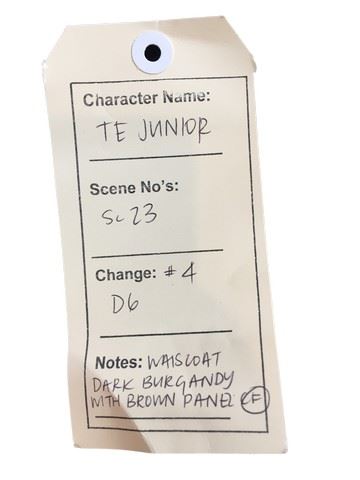 Character Name:
TE JUNIOR
Scene No's:
Sc 23
Change: #4
D6
Notes: WAISCOAT
DARK BURGANDY
WITH BROWN PANEL CF